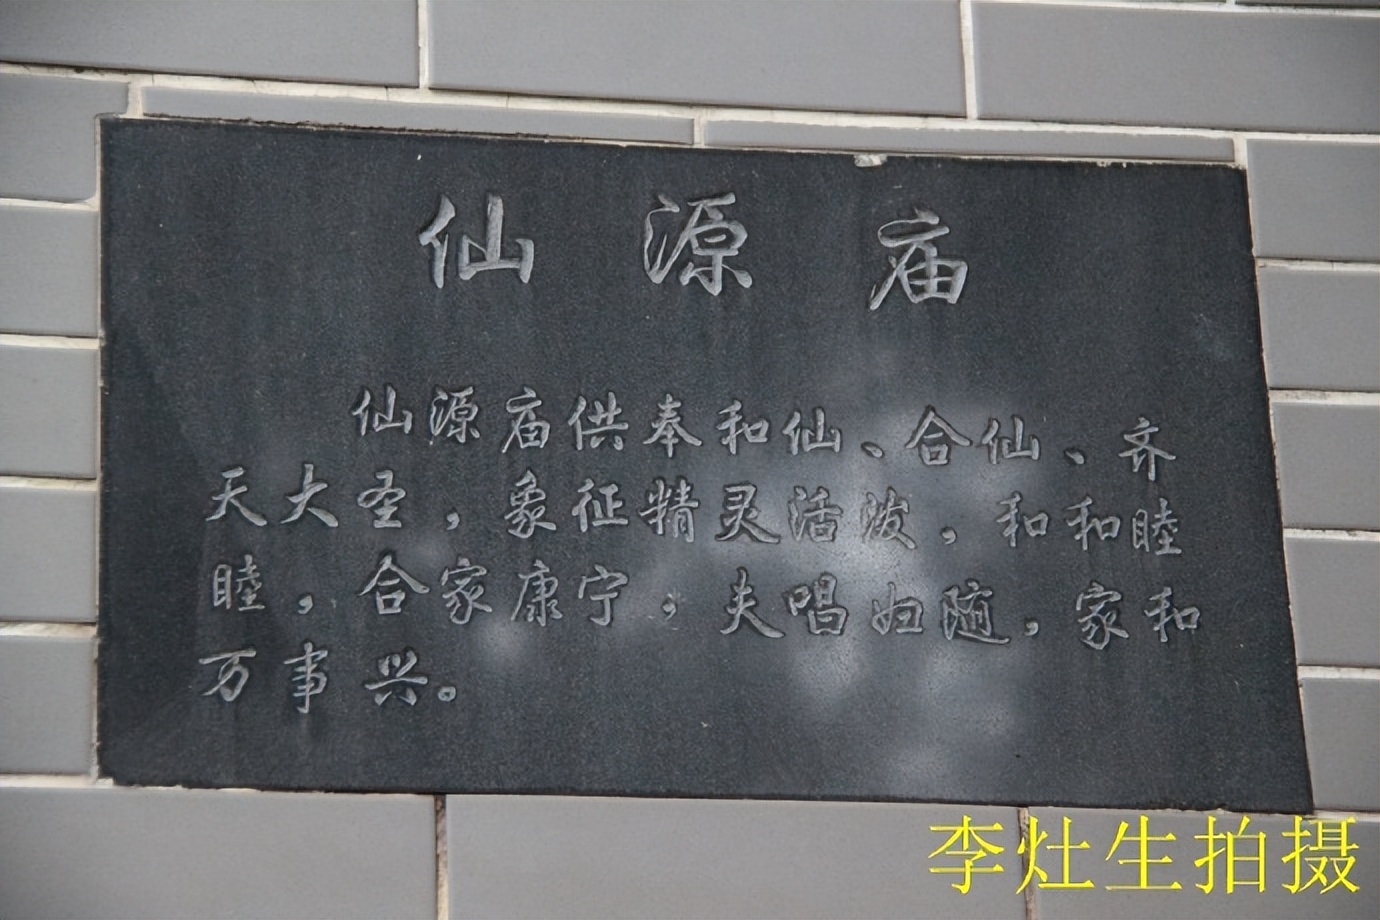 仙源庙
仙源庙供奉和仙、合仙、齐
天大圣，象征精灵活泼，和和睦
睦，合家康宁，夫唱妇随，家和
万事兴。
李灶生拍摄